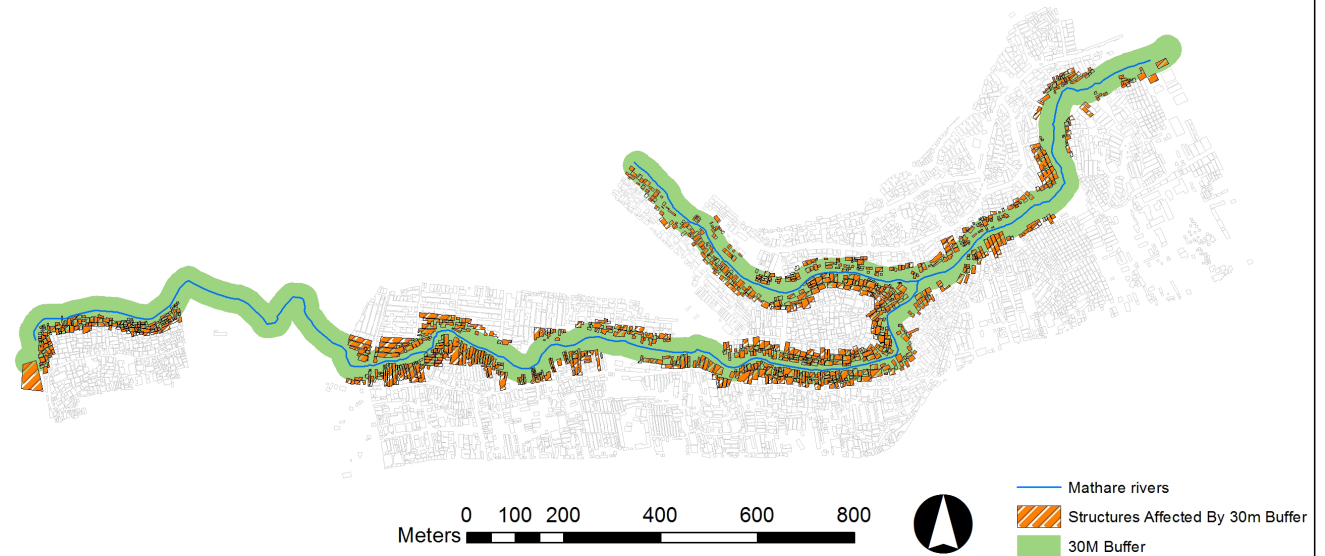 0 100 200 400 600 800
Meters
Mathare rivers
Structures Affected By 30m Buffer
30M Buffer